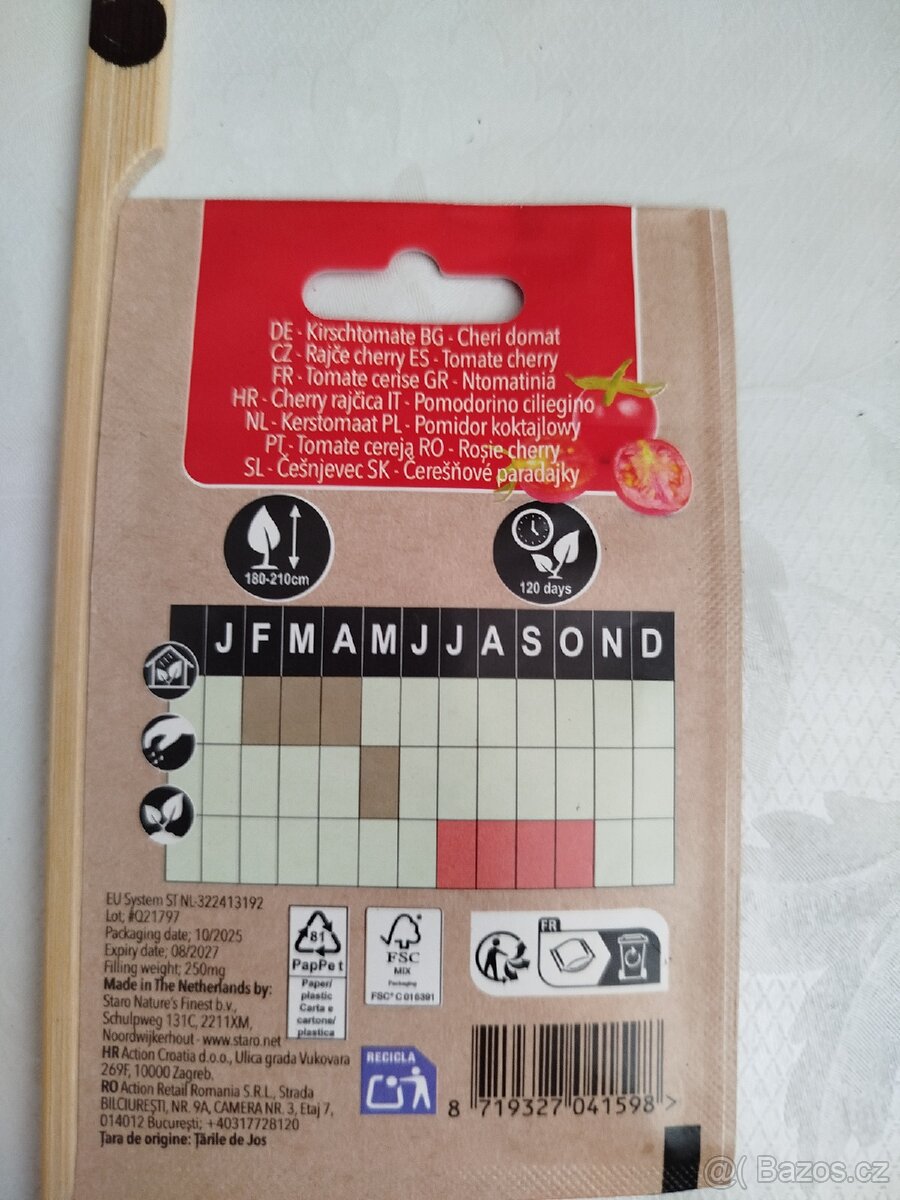 DE - Kirschtomate BG - Cheri domat
CZ - Rajče cherry ES - Tomate cherry
FR - Tomate cerise GR - Ntomatinia
HR - Cherry rajčica IT - Pomodorino ciliegino
NL - Kerstomaat PL - Pomidor koktajlowy
PT - Tomate cereja RO - Roșie cherry
SL - Češnjevec SK - Čerešňové paradajky
180-210cm
120 days
J F M A M J J A S O N D
EU System ST NL-322413192
Lot; #Q21797
Packaging date; 10/2025
Expiry date; 08/2027
Filling weight; 250mg
Made in The Netherlands by:
Staro Nature's Finest b.v.,
Schulpweg 131C, 2211XM,
Noordwijkerhout - www.staro.net
HR Action Croatia d.o.o., Ulica grada Vukovara
269F, 10000 Zagreb.
RO Action Retail Romania S.R.L., Strada
BILCIUREȘTI, NR. 9A, CAMERA NR. 3, Etaj 7,
014012 București; +40317728120
Țara de origine: Țările de Jos
81
PapPet
Paper/
plastic
Carta e
cartone/
plastica
FSC
MIX
Packaging
FSC® C016391
FR
RECICLA
8 719327 041598 >
@( Bazos.cz